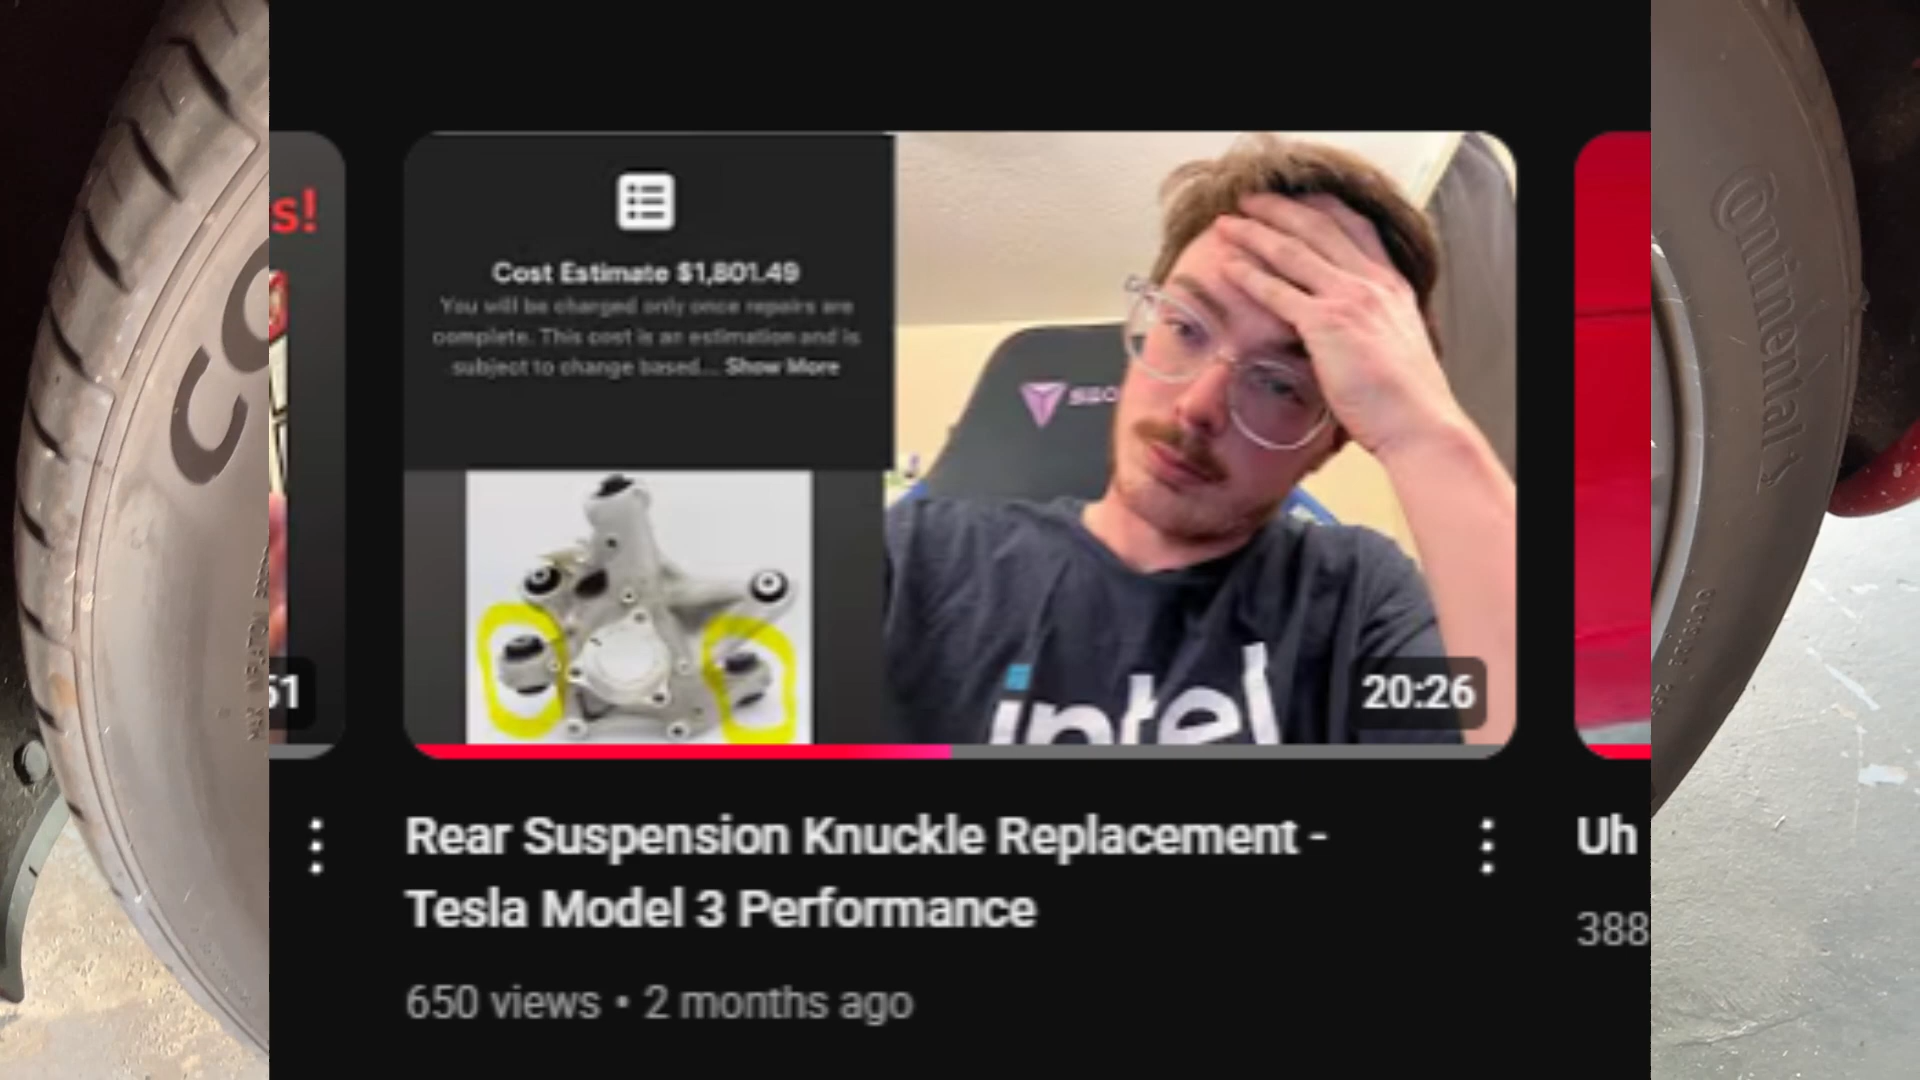 s!
51
Cost Estimate $1,801.49
You will be charged only once repairs are
complete. This cost is an estimation and is
subject to change based... Show More
intel
20:26
Rear Suspension Knuckle Replacement -
Tesla Model 3 Performance
650 views • 2 months ago
Uh
388
CO
Continental